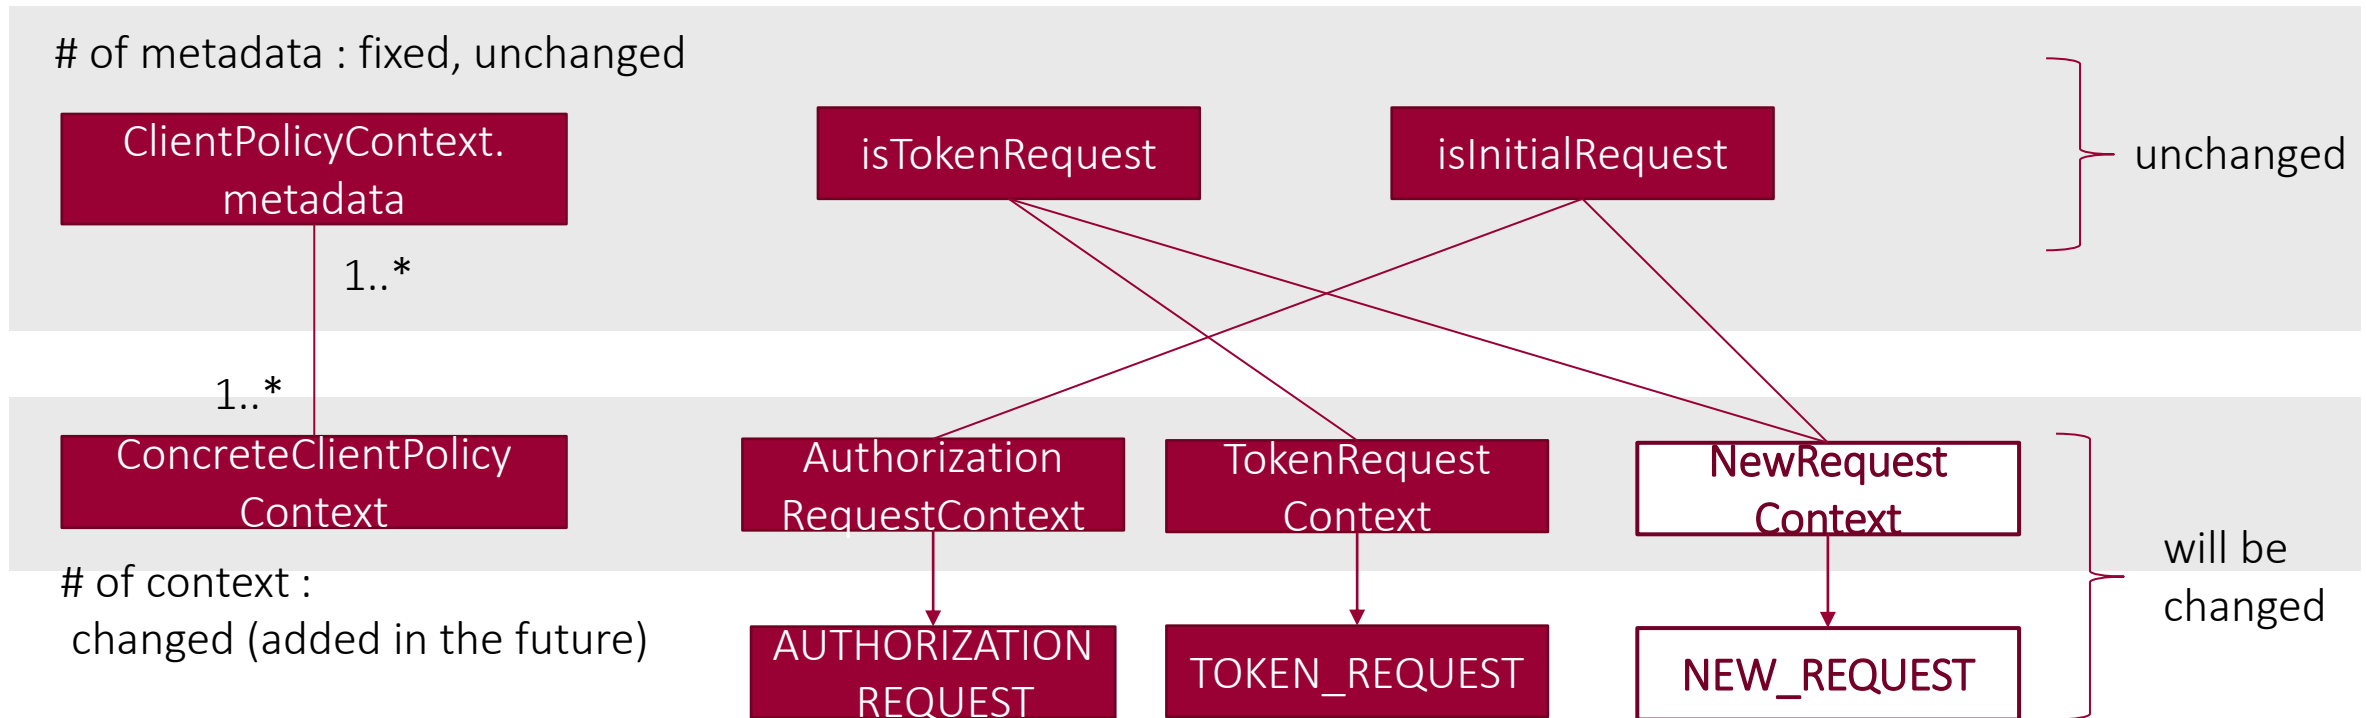 # of metadata : fixed, unchanged
ClientPolicyContext.
metadata
isTokenRequest
isInitialRequest
unchanged
1..*
1..*
ConcreteClientPolicy
Context
Authorization
RequestContext
TokenRequest
Context
NewRequest
Context
will be
changed
# of context :
changed (added in the future)
AUTHORIZATION
REQUEST
TOKEN_REQUEST
NEW_REQUEST